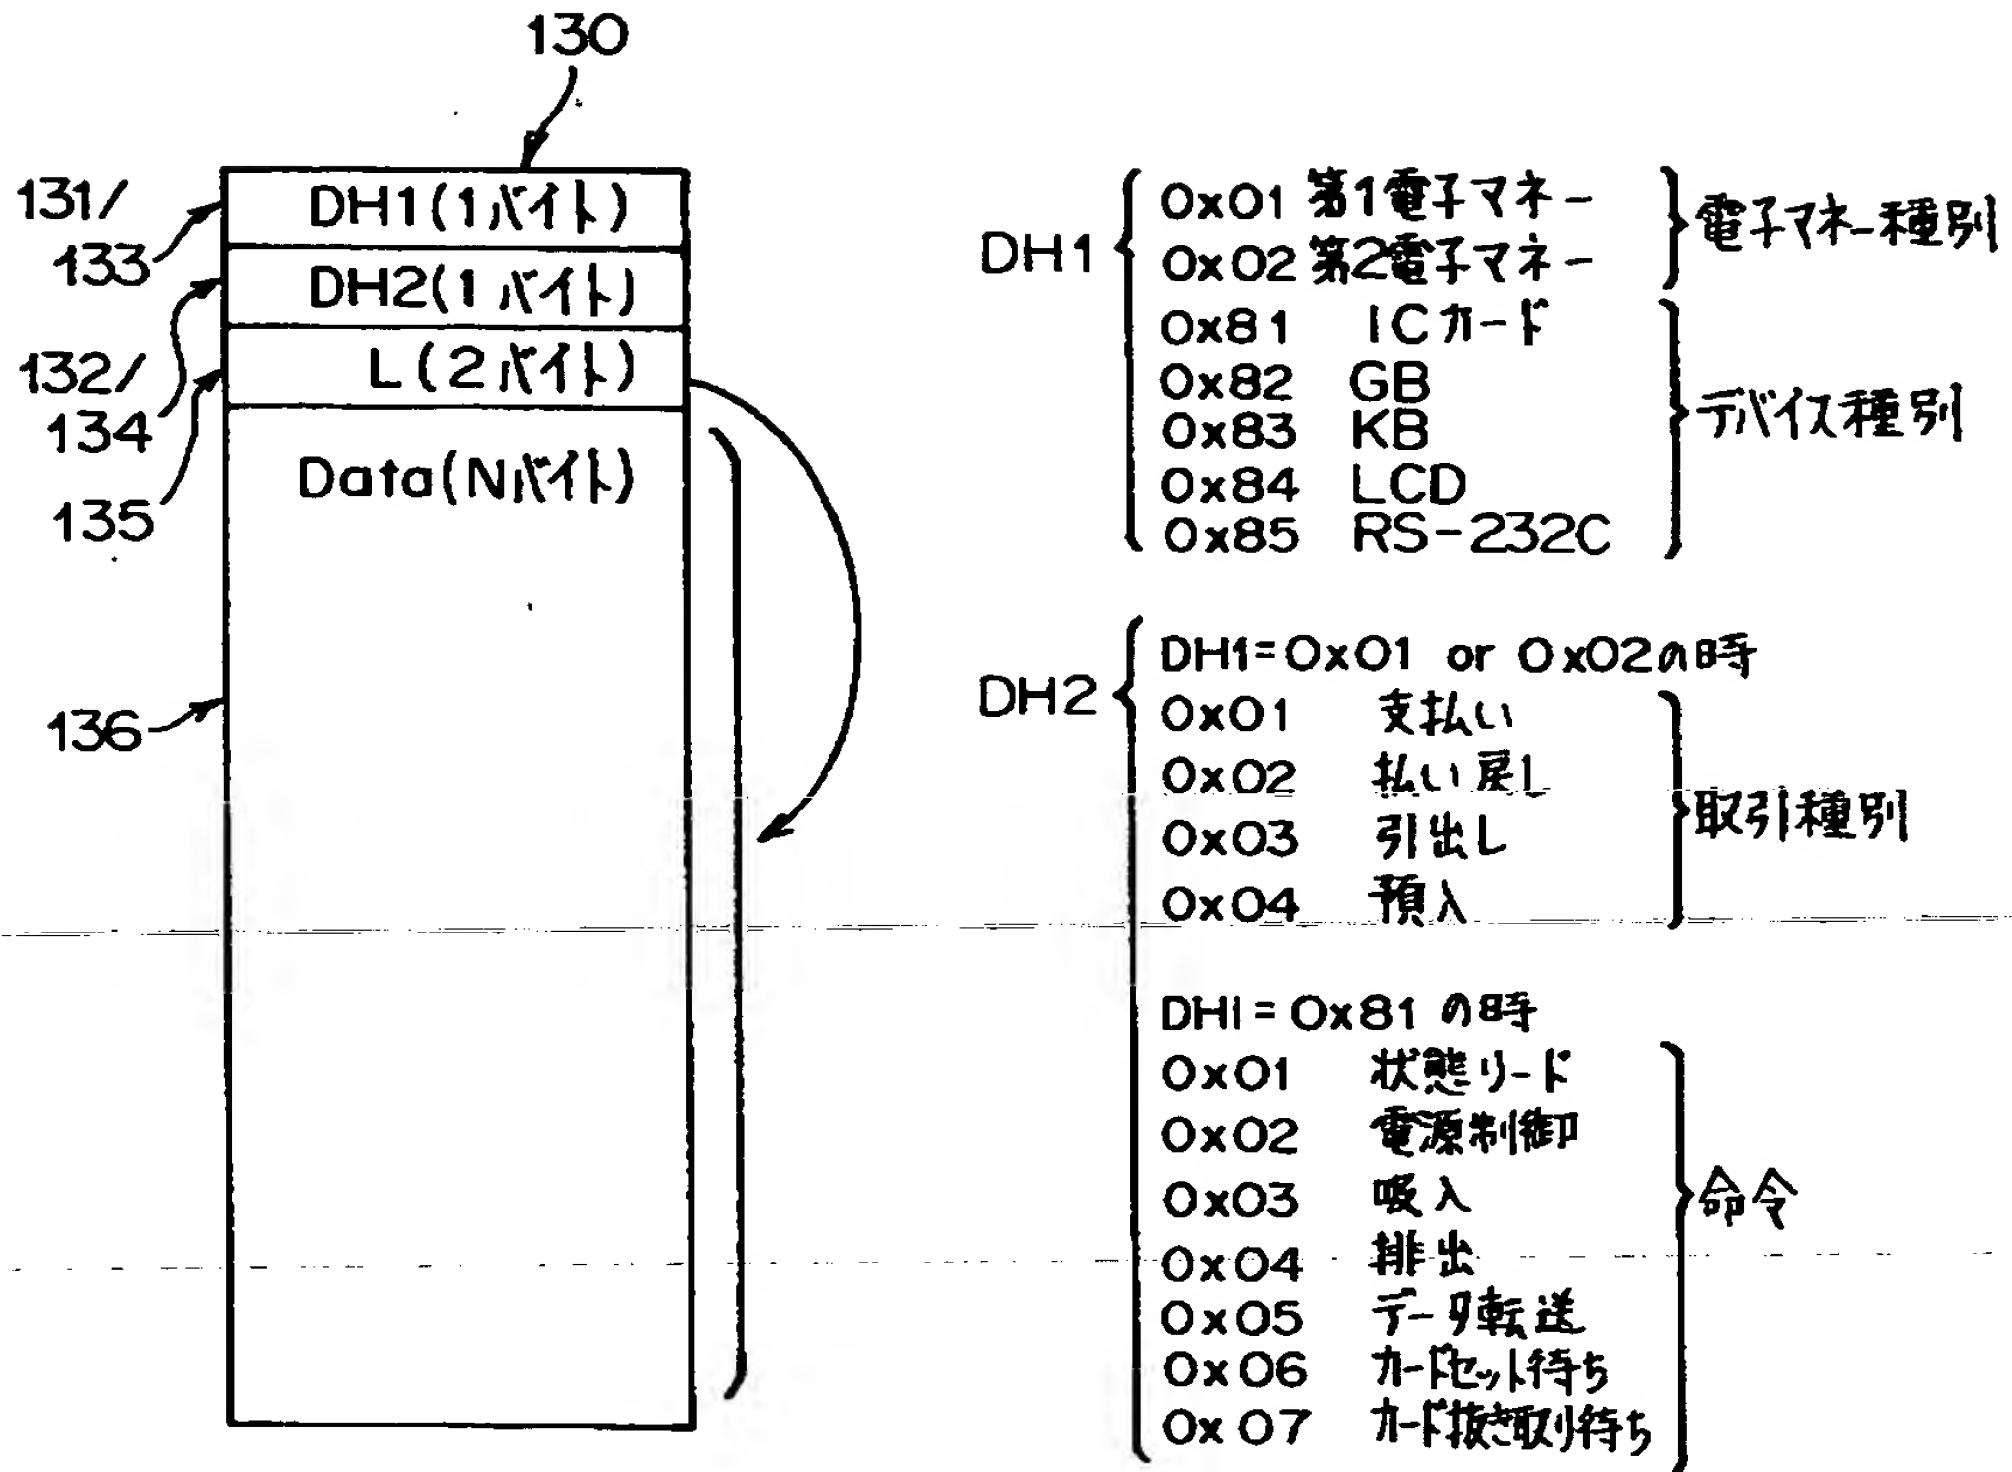 130
131/
133
132/
134
135
136
DH1(1バイト)
DH2(1バイト)
L(2バイト)
Data(Nバイト)
DH1
0x01 第1電子マネー
0x02 第2電子マネー
電子マネー種別
0x81 ICカード
0x82 GB
0x83 KB
0x84 LCD
0x85 RS-232C
デバイス種別
DH2
DH1=0x01 or 0x02の時
0x01 支払い
0x02 払い戻し
0x03 引出し
0x04 預入
取引種別
DH1=0x81の時
0x01 状態リード
0x02 電源制御
0x03 吸入
0x04 排出
0x05 データ転送
0x06 カードセット待ち
0x07 カード抜き取り待ち
命令